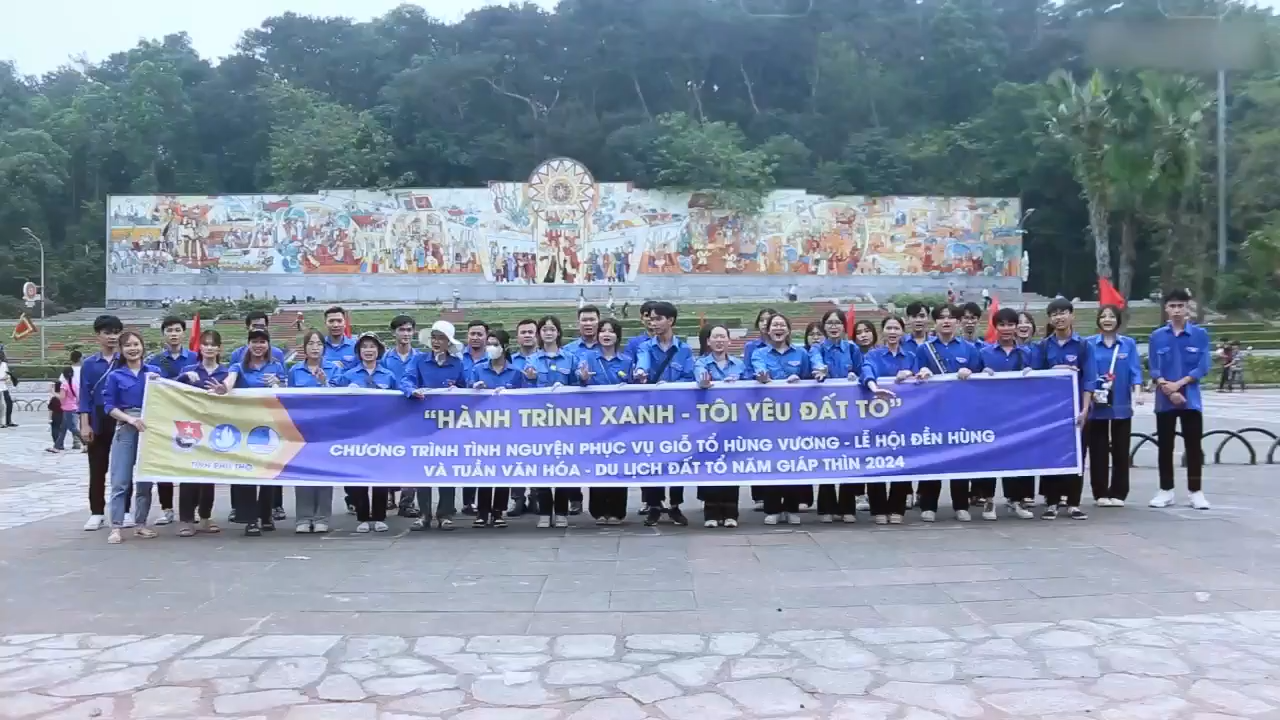 “HÀNH TRÌNH XANH - TÔI YÊU ĐẤT TỔ”
CHƯƠNG TRÌNH TÌNH NGUYỆN PHỤC VỤ GIỖ TỔ HÙNG VƯƠNG - LỄ HỘI ĐỀN HÙNG
VÀ TUẦN VĂN HÓA - DU LỊCH ĐẤT TỔ NĂM GIÁP THÌN 2024
TỈNH PHÚ THỌ